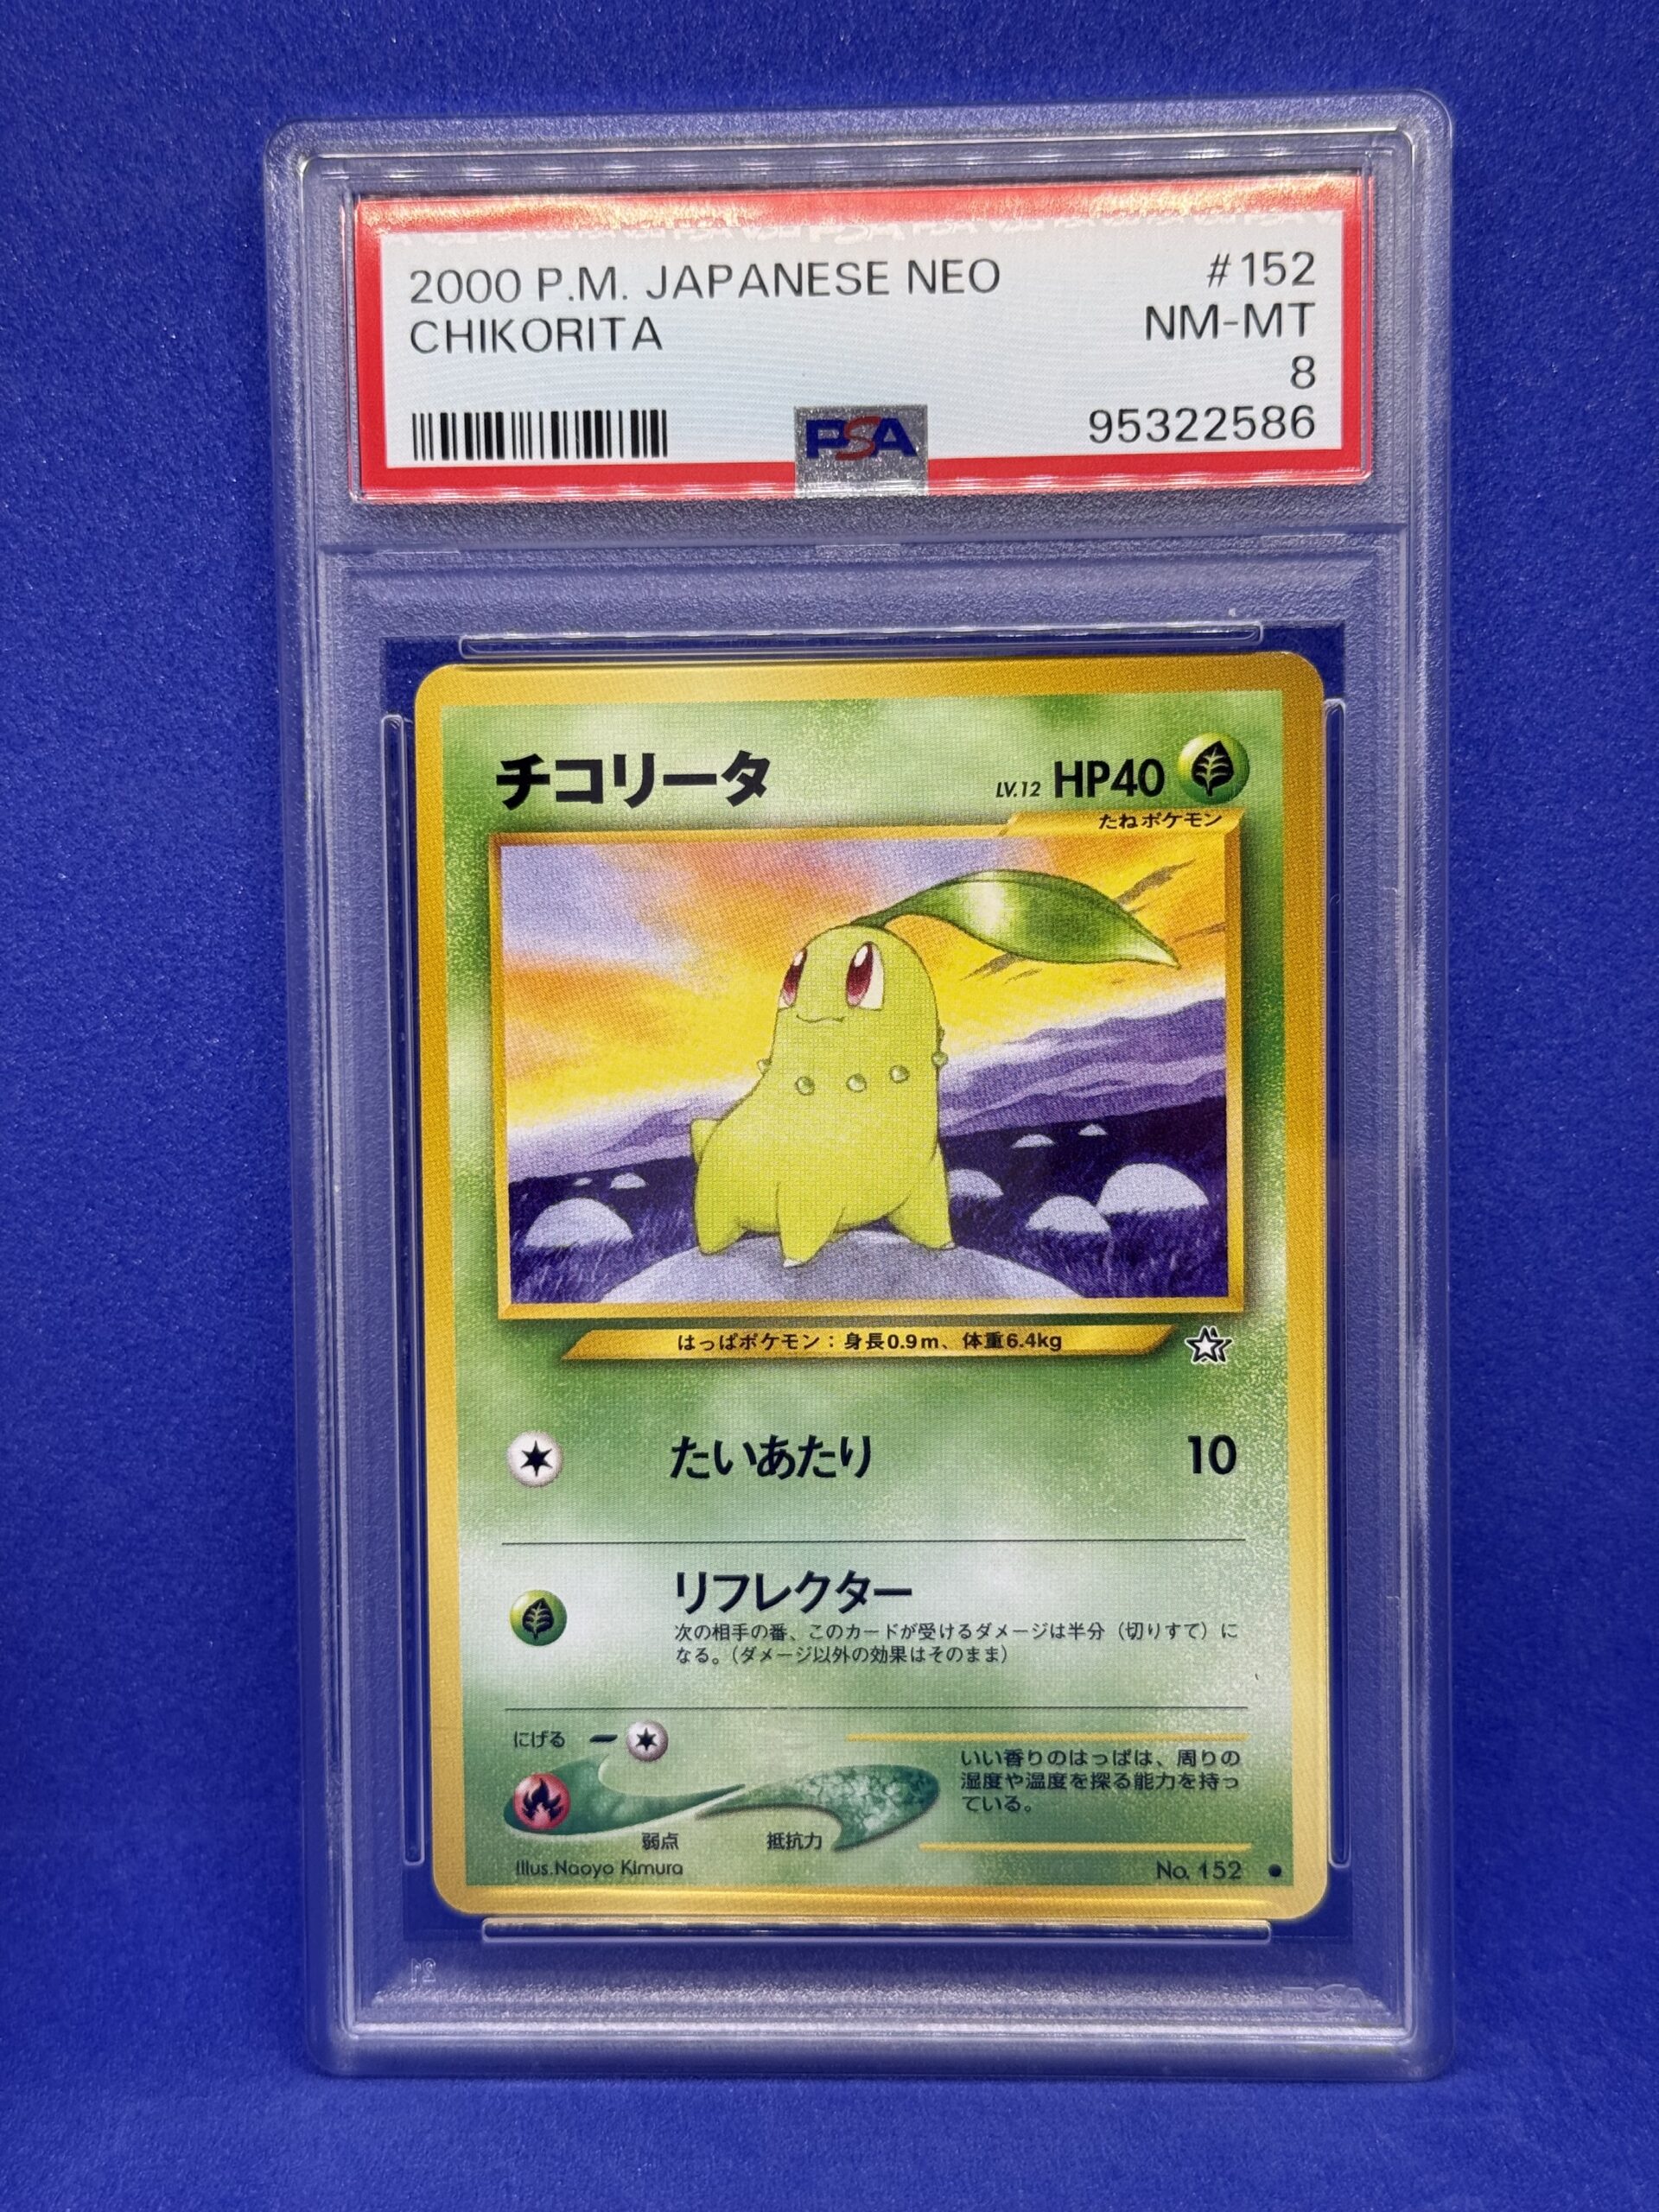 2000 P.M. JAPANESE NEO #152
CHIKORITA NM-MT
8
PSA 95322586
チコリータ LV.12 HP40
たねポケモン
はっぱポケモン：身長0.9m、体重6.4kg
たいあたり 10
リフレクター
次の相手の番、このカードが受けるダメージは半分（切りすて）に
なる。（ダメージ以外の効果はそのまま）
にげる
いい香りのはっぱは、周りの
湿度や温度を探る能力を持っ
ている。
弱点 抵抗力
Illus.Naoyo Kimura No. 152